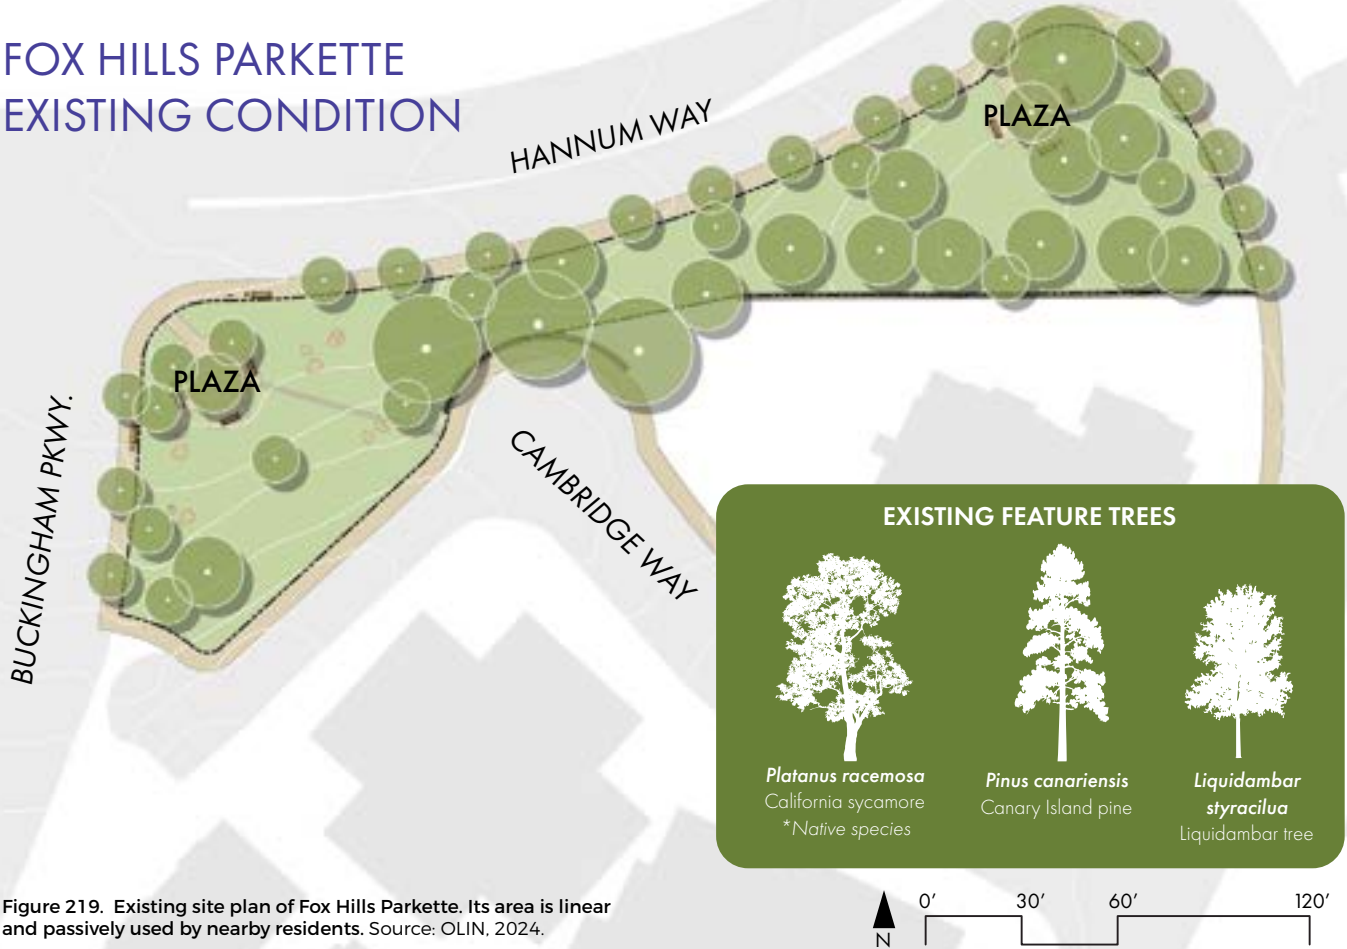 FOX HILLS PARKETTE
EXISTING CONDITION
HANNUM WAY
PLAZA
PLAZA
BUCKINGHAM PKWY.
CAMBRIDGE WAY
EXISTING FEATURE TREES
Platanus racemosa
California sycamore
*Native species
Pinus canariensis
Canary Island pine
Liquidambar
styracilua
Liquidambar tree
Figure 219. Existing site plan of Fox Hills Parkette. Its area is linear
and passively used by nearby residents. Source: OLIN, 2024.
N
0' 30' 60' 120'